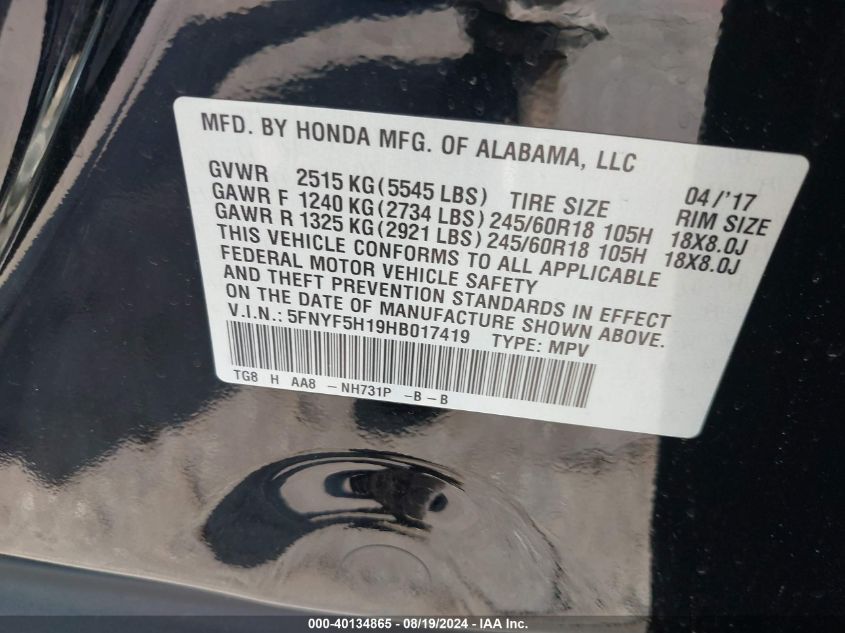 MFD. BY HONDA MFG. OF ALABAMA, LLC
GVWR 2515 KG(5545 LBS) TIRE SIZE 04/'17
GAWR F 1240 KG(2734 LBS) 245/60R18 105H RIM SIZE 18X8.0J
GAWR R 1325 KG(2921 LBS) 245/60R18 105H 18X8.0J
THIS VEHICLE CONFORMS TO ALL APPLICABLE
FEDERAL MOTOR VEHICLE SAFETY
AND THEFT PREVENTION STANDARDS IN EFFECT
ON THE DATE OF MANUFACTURE SHOWN ABOVE.
V.I.N.: 5FNYF5H19HB017419 TYPE: MPV
TG8 H AA8 - NH731P -B - B
000-40134865 - 08/19/2024 - IAA Inc.